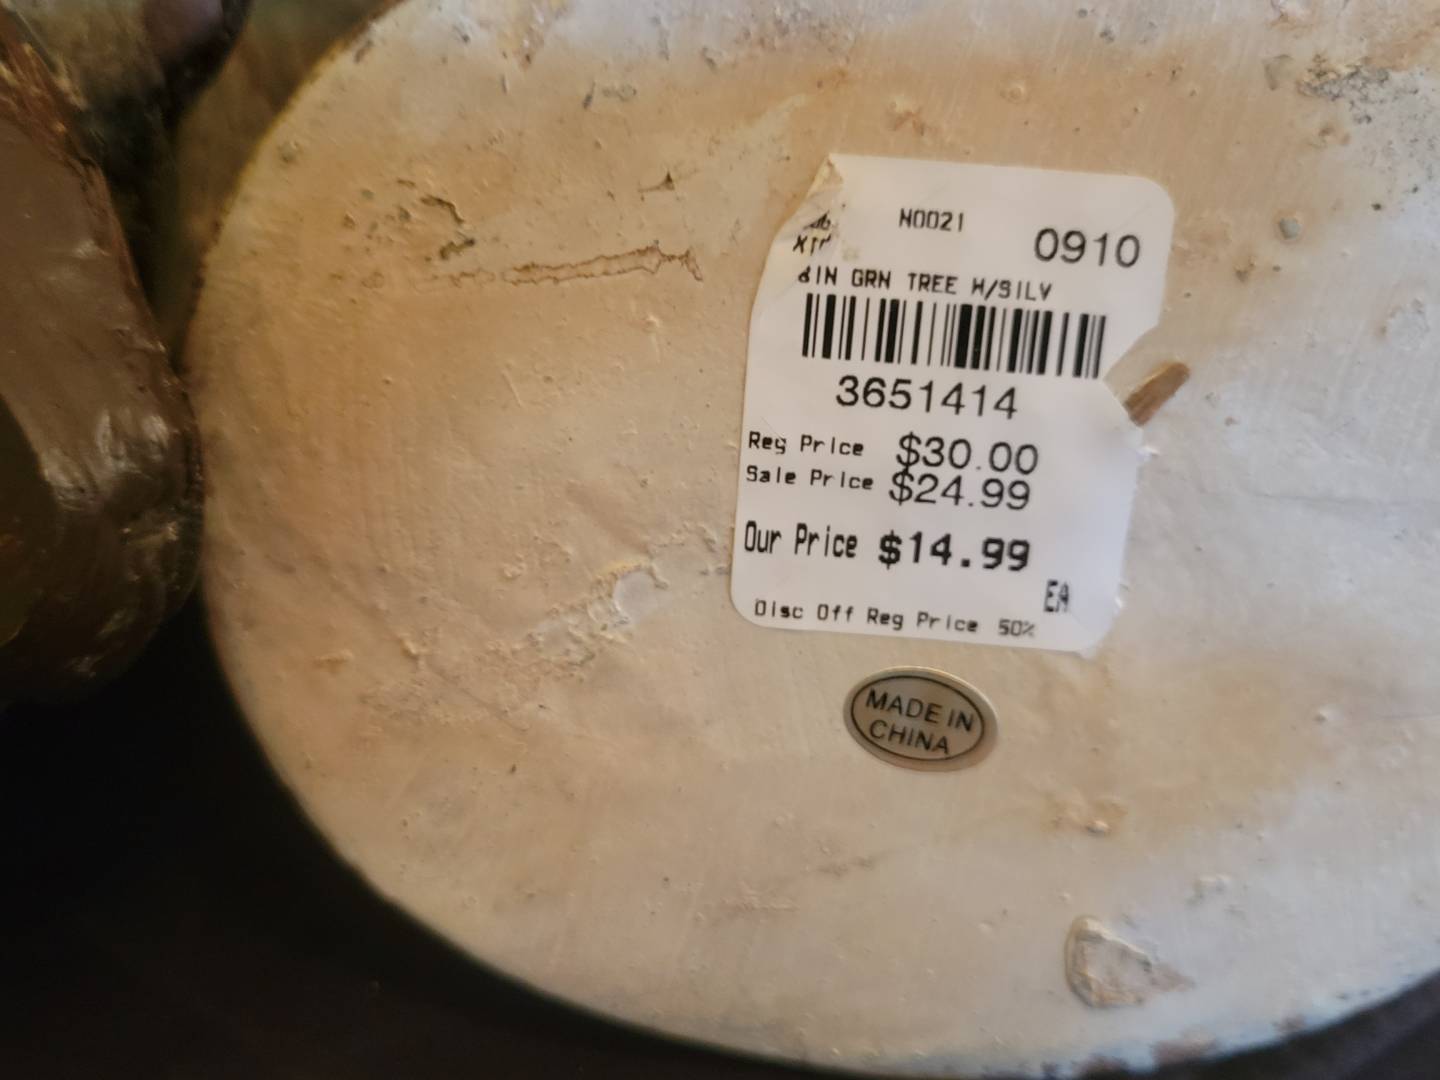 N0021 0910
IN GRN TREE W/SILV
3651414
Reg Price $30.00
Sale Price $24.99
Our Price $14.99
EA
Disc Off Reg Price 50%
MADE IN
CHINA